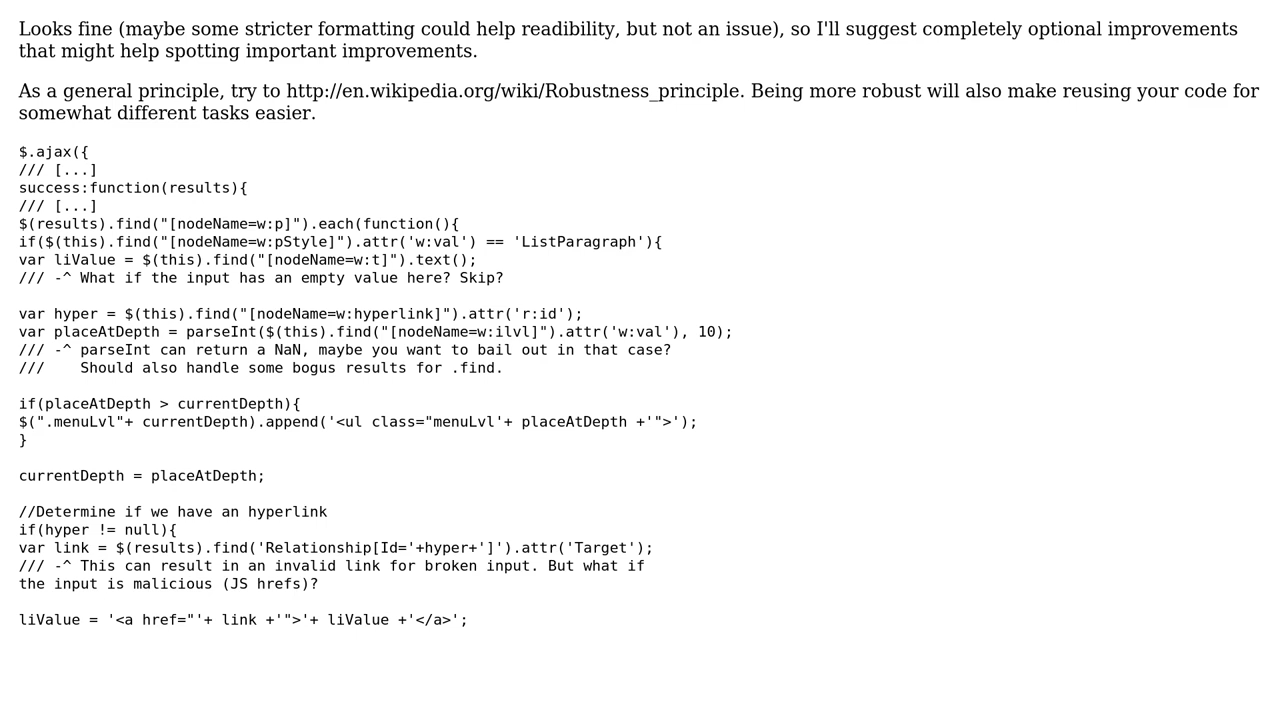 Looks fine (maybe some stricter formatting could help readibility, but not an issue), so I'll suggest completely optional improvements
that might help spotting important improvements.
As a general principle, try to http://en.wikipedia.org/wiki/Robustness_principle. Being more robust will also make reusing your code for
somewhat different tasks easier.
$.ajax({
/// [...]
success:function(results){
/// [...]
$(results).find("[nodeName=w:p]").each(function(){
if($(this).find("[nodeName=w:pStyle]").attr('w:val') == 'ListParagraph'){
var liValue = $(this).find("[nodeName=w:t]").text();
/// -^ What if the input has an empty value here? Skip?
var hyper = $(this).find("[nodeName=w:hyperlink]").attr('r:id');
var placeAtDepth = parseInt($(this).find("[nodeName=w:ilvl]").attr('w:val'), 10);
/// -^ parseInt can return a NaN, maybe you want to bail out in that case?
///    Should also handle some bogus results for .find.
if(placeAtDepth > currentDepth){
$(".menuLvl"+ currentDepth).append('<ul class="menuLvl'+ placeAtDepth +'">');
}
currentDepth = placeAtDepth;
//Determine if we have an hyperlink
if(hyper != null){
var link = $(results).find('Relationship[Id='+hyper+']').attr('Target');
/// -^ This can result in an invalid link for broken input. But what if
the input is malicious (JS hrefs)?
liValue = '<a href="'+ link +'">'+ liValue +'</a>';